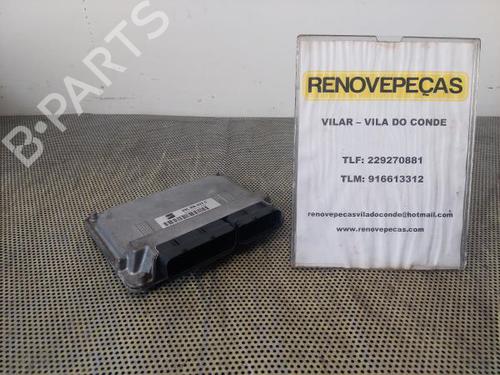 B-PARTS
RENOVEPEÇAS
VILAR – VILA DO CONDE
TLF: 229270881
TLM: 916613312
renovepecasviladoconde@hotmail.com
www.renovepecas.com